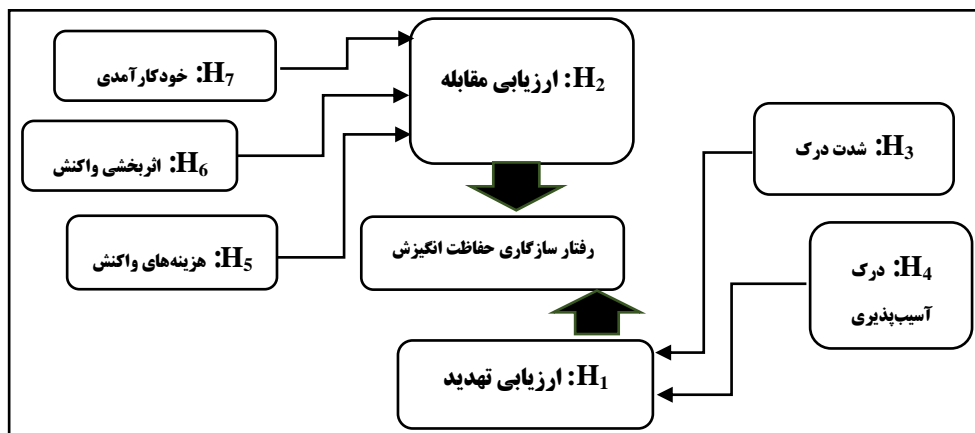 H2: ارزیابی مقابله
H7: خودکارآمدی
H6: اثربخشی واکنش
H5: هزینه‌های واکنش
H3: شدت درک
H4: درک
آسیب‌پذیری
رفتار سازگاری حفاظت انگیزش
H1: ارزیابی تهدید